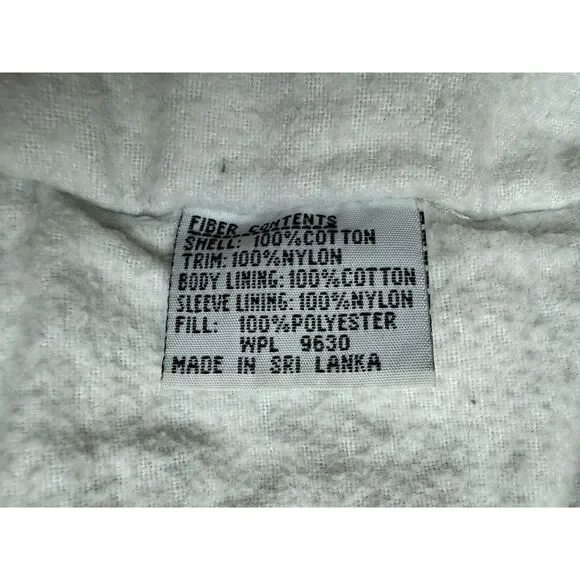 FIBER CONTENTS
SHELL: 100%COTTON
TRIM:100%NYLON
BODY LINING:100%COTTON
SLEEVE LINING:100%NYLON
FILL: 100%POLYESTER
WPL 9630
MADE IN SRI LANKA